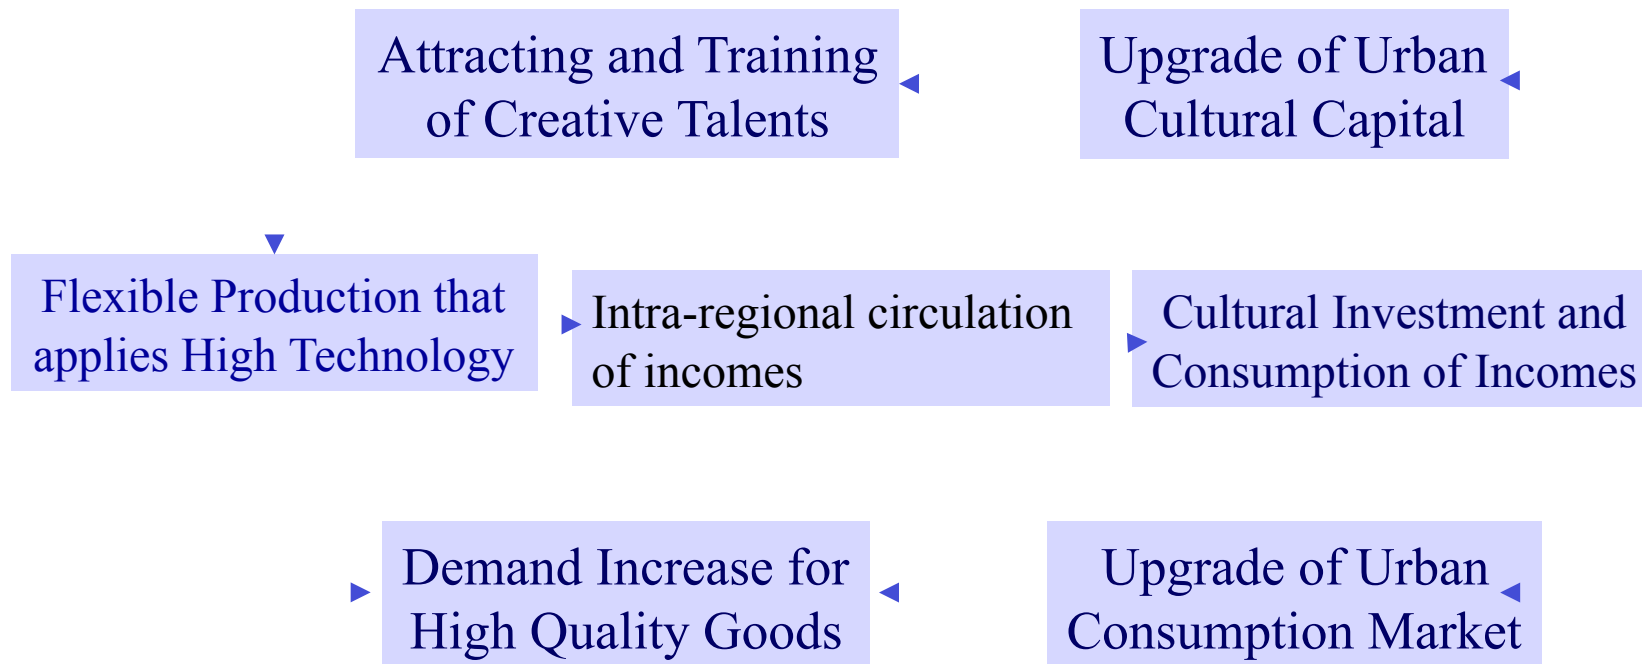 Attracting and Training
of Creative Talents
Upgrade of Urban
Cultural Capital
Flexible Production that
applies High Technology
Intra-regional circulation
of incomes
Cultural Investment and
Consumption of Incomes
Demand Increase for
High Quality Goods
Upgrade of Urban
Consumption Market